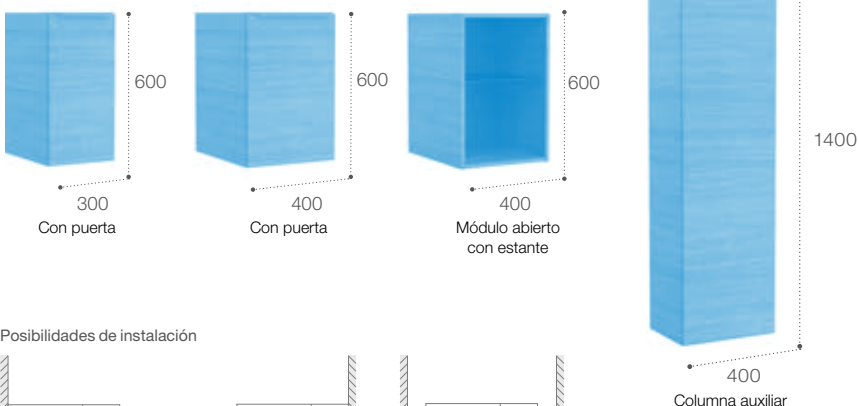 600
300
Con puerta
600
400
Con puerta
600
400
Módulo abierto
con estante
1400
400
Columna auxiliar
Posibilidades de instalación